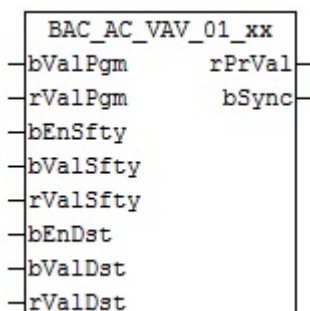 BAC_AC_VAV_01_xx
bValPgm rPrVal
rValPgm bSync
bEnSfty
bValSfty
rValSfty
bEnDst
bValDst
rValDst